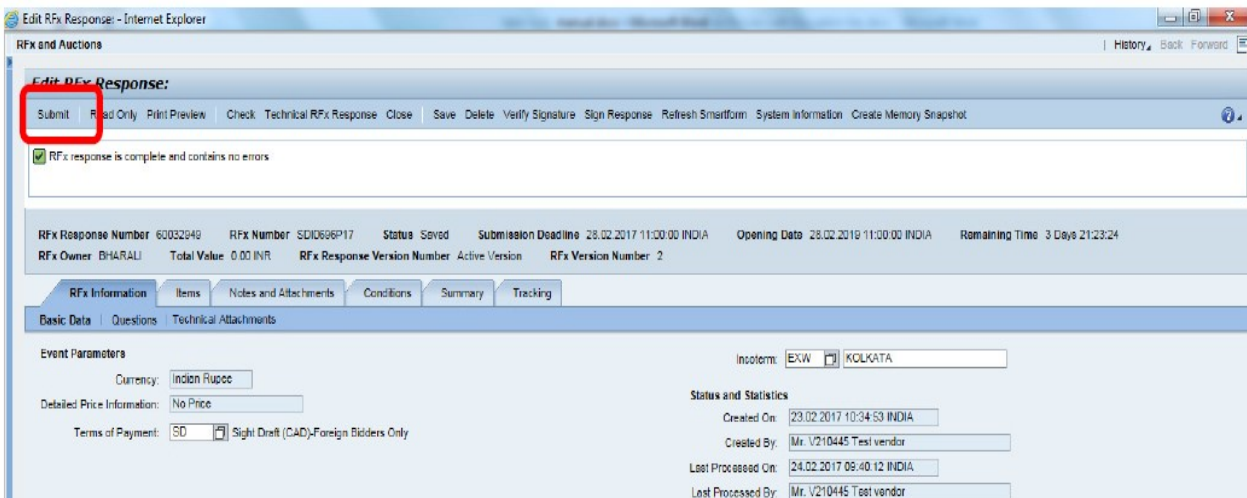 Edit RFx Response: - Internet Explorer
RFx and Auctions
History Back Forward
Edit RFx Response:
Submit Read Only Print Preview Check Technical RFx Response Close Save Delete Verify Signature Sign Response Refresh Smartform System Information Create Memory Snapshot
RFx response is complete and contains no errors
RFx Response Number 60032949 RFx Number SDI0696P17 Status Saved Submission Deadline 28.02.2017 11:00:00 INDIA Opening Date 28.02.2019 11:00:00 INDIA Remaining Time 3 Days 21:23:24
RFx Owner BHARALI Total Value 0.00 INR RFx Response Version Number Active Version RFx Version Number 2
RFx Information Items Notes and Attachments Conditions Summary Tracking
Basic Data | Questions | Technical Attachments
Event Parameters
Incoterm: EXW KOLKATA
Currency: Indian Rupee
Status and Statistics
Detailed Price Information: No Price
Created On: 23.02.2017 10:34:53 INDIA
Terms of Payment: SD Sight Draft (CAD)-Foreign Bidders Only
Created By: Mr. V210445 Test vendor
Last Processed On: 24.02.2017 09:40:12 INDIA
Last Processed By: Mr. V210445 Test vendor